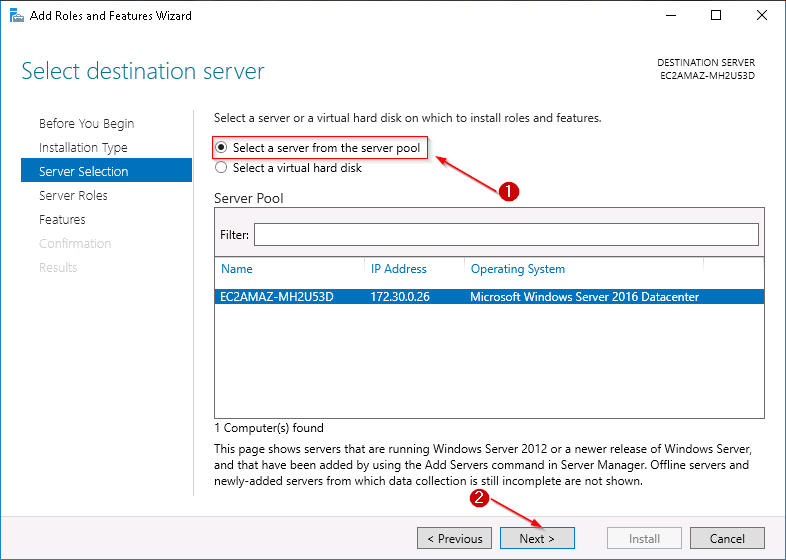 Add Roles and Features Wizard
Select destination server
DESTINATION SERVER
EC2AMAZ-MH2U53D
Before You Begin
Installation Type
Server Selection
Server Roles
Features
Confirmation
Results
Select a server or a virtual hard disk on which to install roles and features.
Select a server from the server pool
Select a virtual hard disk
1
Server Pool
Filter:
Name IP Address Operating System
EC2AMAZ-MH2U53D 172.30.0.26 Microsoft Windows Server 2016 Datacenter
1 Computer(s) found
This page shows servers that are running Windows Server 2012 or a newer release of Windows Server,
and that have been added by using the Add Servers command in Server Manager. Offline servers and
newly-added servers from which data collection is still incomplete are not shown.
2
< Previous Next > Install Cancel